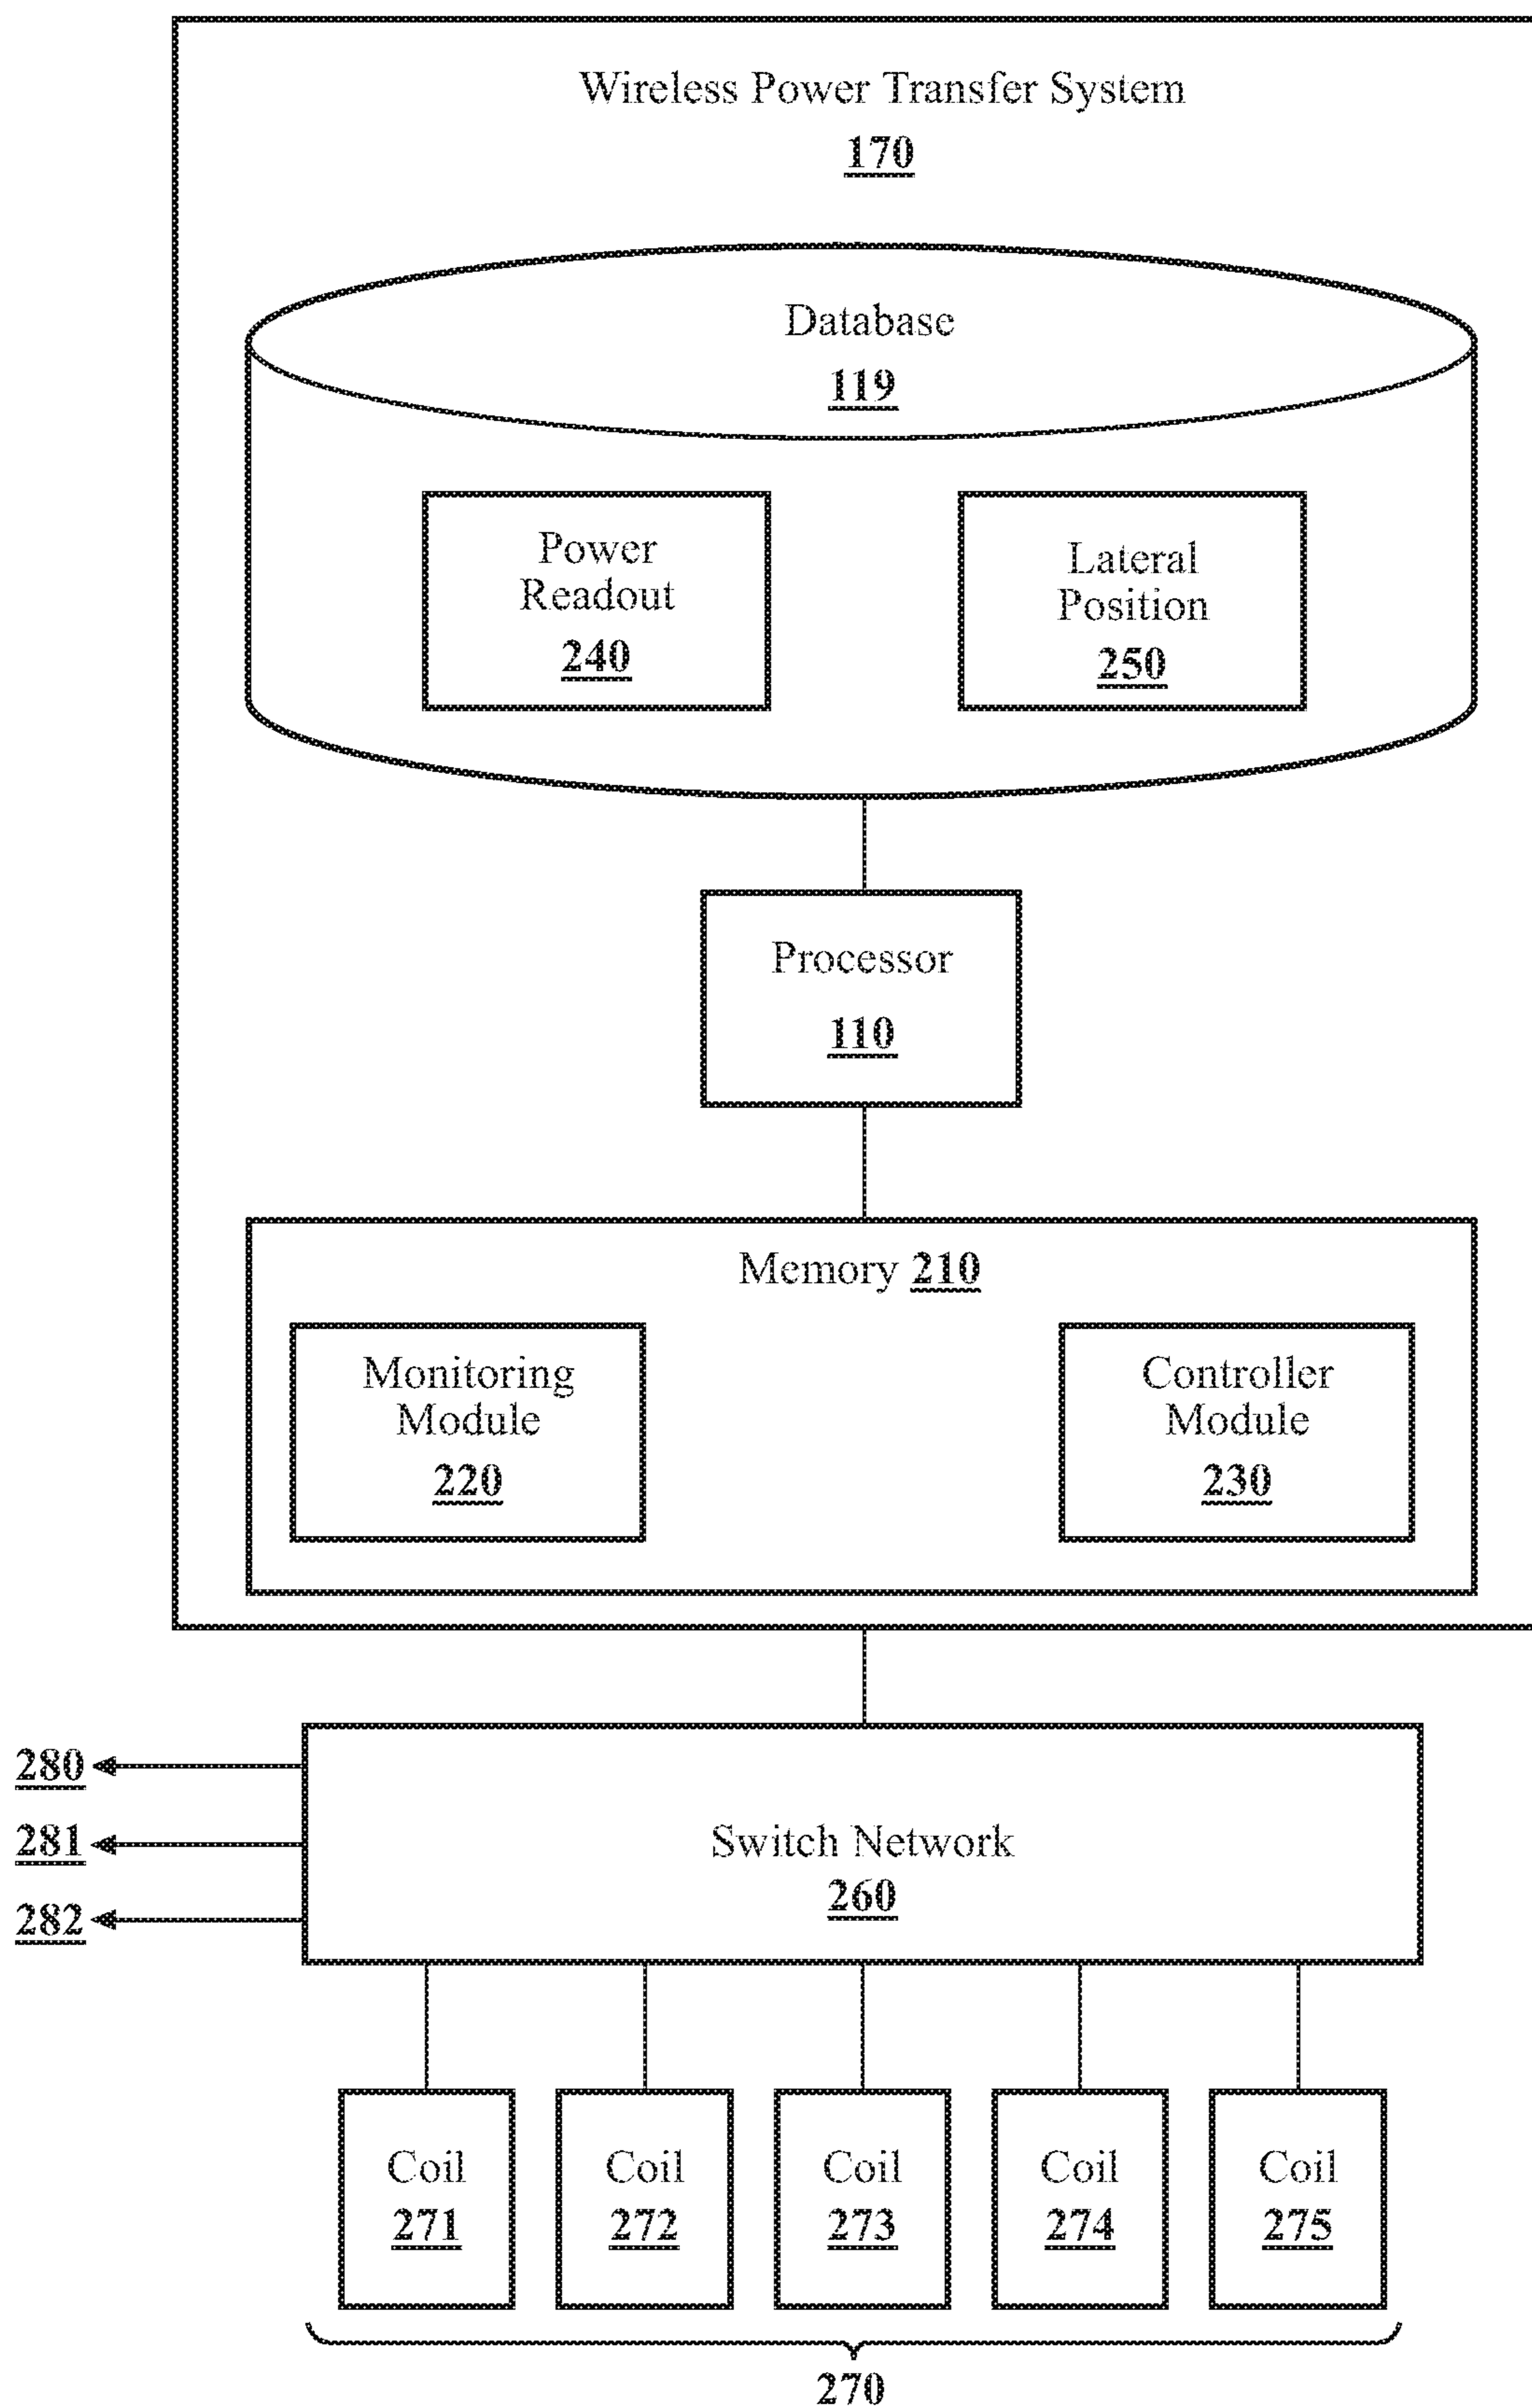 Wireless Power Transfer System
170
Database
119
Power
Readout
240
Lateral
Position
250
Processor
110
Memory 210
Monitoring
Module
220
Controller
Module
230
280
281
282
Switch Network
260
Coil
271
Coil
272
Coil
273
Coil
274
Coil
275
270